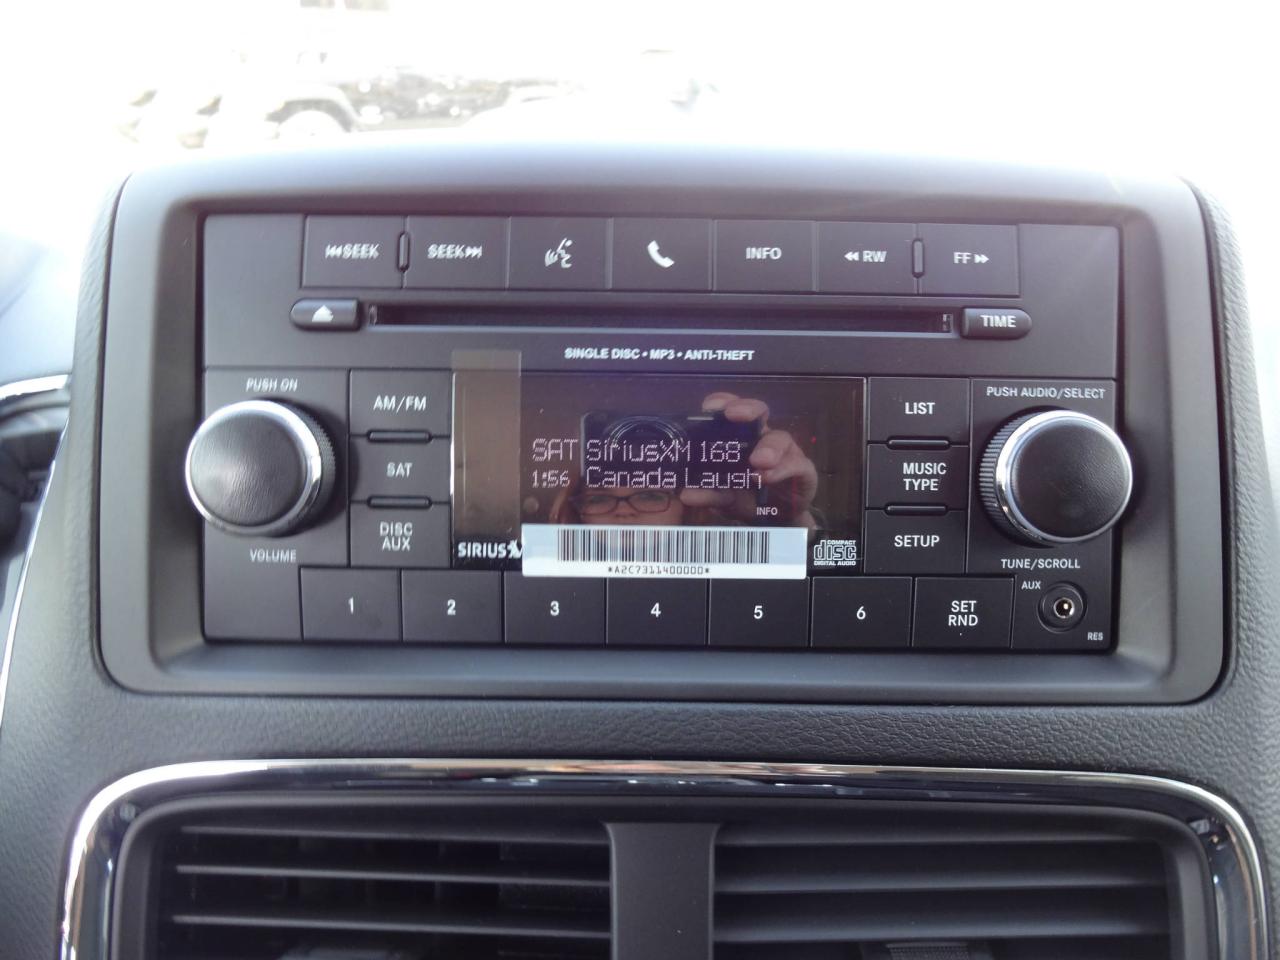 SEEK SEEK INFO RW FF
TIME
SINGLE DISC • MP3 • ANTI-THEFT
PUSH ON
AM/FM
SAT
DISC AUX
VOLUME
SAT SiriusXM 168
1:56 Canada Laugh
INFO
SIRIUS
*A2C7311400000*
COMPACT
disc
DIGITAL AUDIO
LIST
MUSIC TYPE
SETUP
PUSH AUDIO/SELECT
TUNE/SCROLL
1 2 3 4 5 6 SET RND
AUX
RES